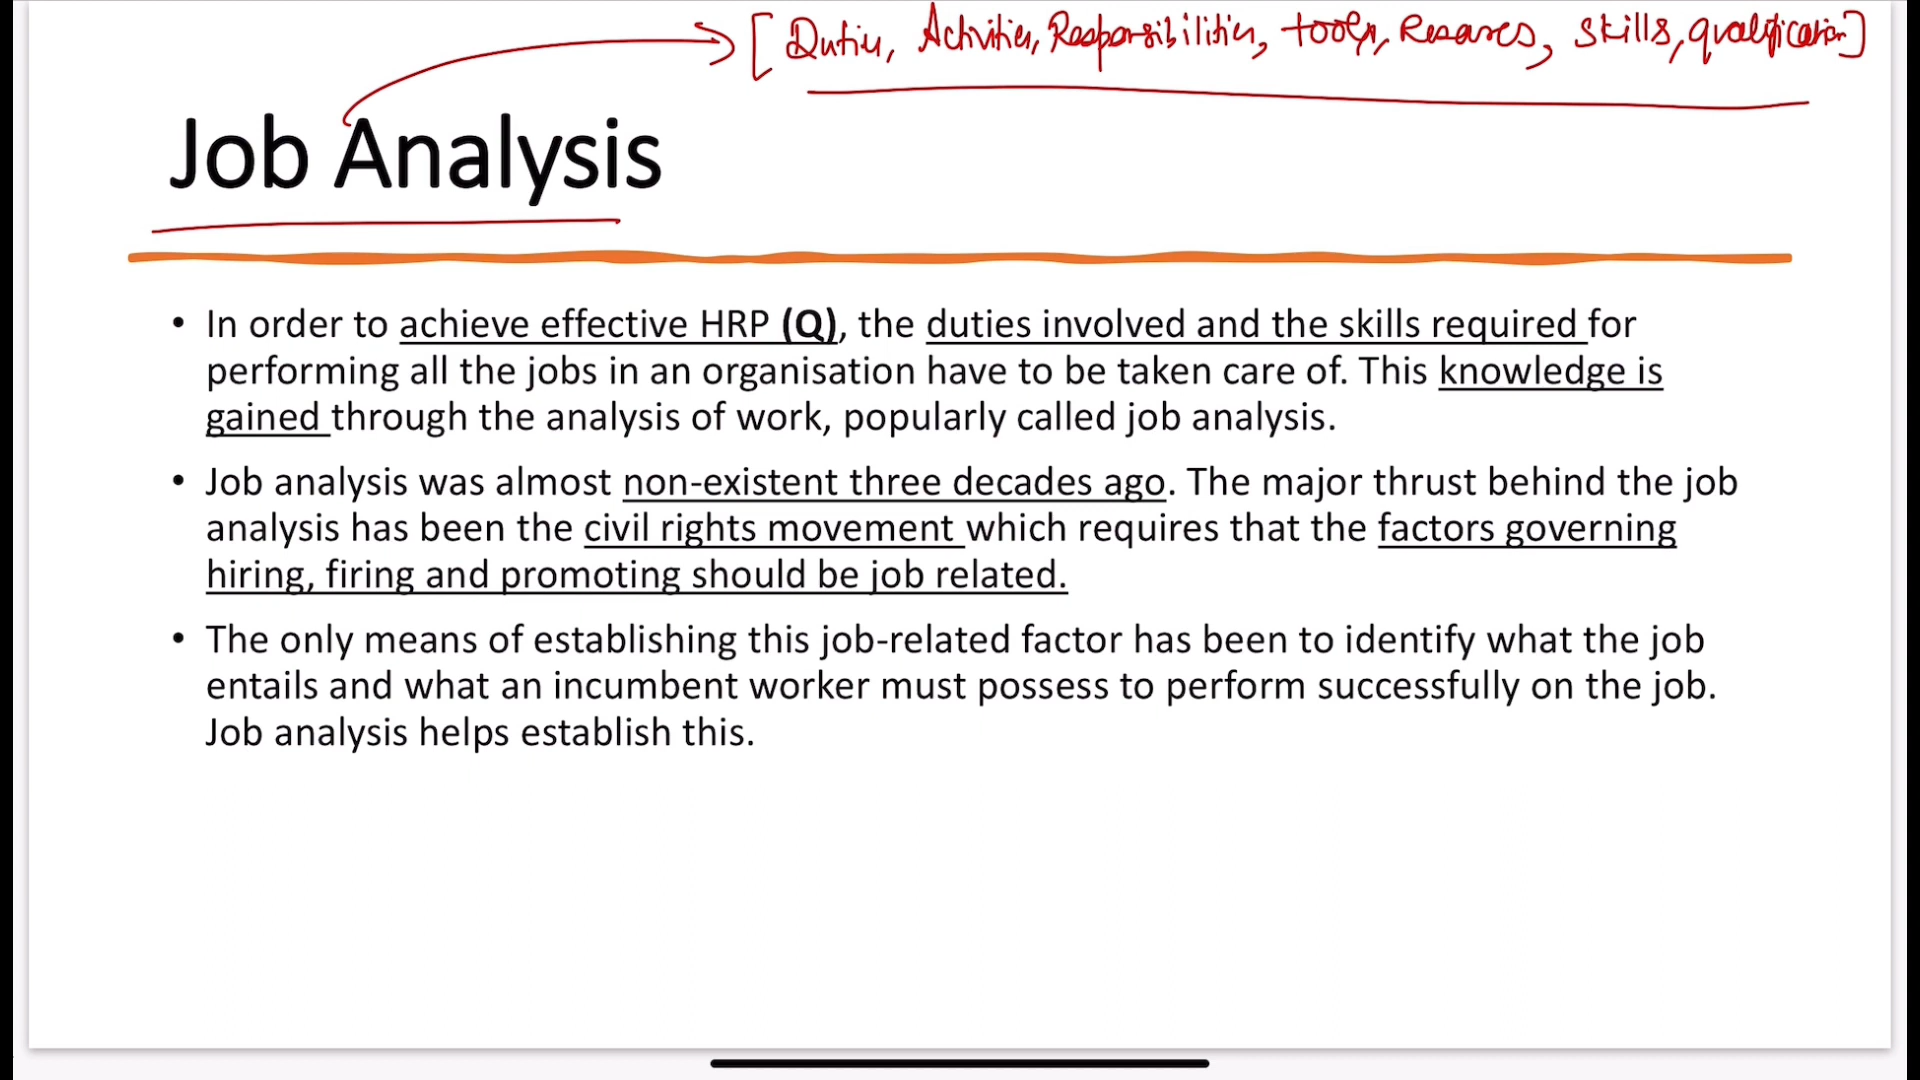 [Duties, Activities, Responsibilities, tools, Resources, skills, qualification]
Job Analysis
• In order to achieve effective HRP (Q), the duties involved and the skills required for
performing all the jobs in an organisation have to be taken care of. This knowledge is
gained through the analysis of work, popularly called job analysis.
• Job analysis was almost non-existent three decades ago. The major thrust behind the job
analysis has been the civil rights movement which requires that the factors governing
hiring, firing and promoting should be job related.
• The only means of establishing this job-related factor has been to identify what the job
entails and what an incumbent worker must possess to perform successfully on the job.
Job analysis helps establish this.